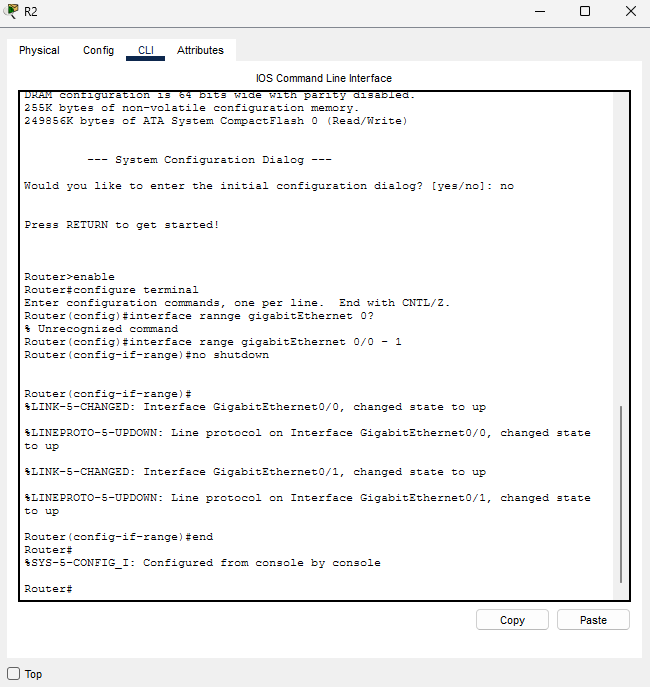 R2
Physical Config CLI Attributes
IOS Command Line Interface
DRAM configuration is 64 bits wide with parity disabled.
255K bytes of non-volatile configuration memory.
249856K bytes of ATA System CompactFlash 0 (Read/Write)
--- System Configuration Dialog ---
Would you like to enter the initial configuration dialog? [yes/no]: no
Press RETURN to get started!
Router>enable
Router#configure terminal
Enter configuration commands, one per line.  End with CNTL/Z.
Router(config)#interface rannge gigabitEthernet 0?
% Unrecognized command
Router(config)#interface range gigabitEthernet 0/0 - 1
Router(config-if-range)#no shutdown
Router(config-if-range)#
%LINK-5-CHANGED: Interface GigabitEthernet0/0, changed state to up
%LINEPROTO-5-UPDOWN: Line protocol on Interface GigabitEthernet0/0, changed state
to up
%LINK-5-CHANGED: Interface GigabitEthernet0/1, changed state to up
%LINEPROTO-5-UPDOWN: Line protocol on Interface GigabitEthernet0/1, changed state
to up
Router(config-if-range)#end
Router#
%SYS-5-CONFIG_I: Configured from console by console
Router#
Copy Paste
Top